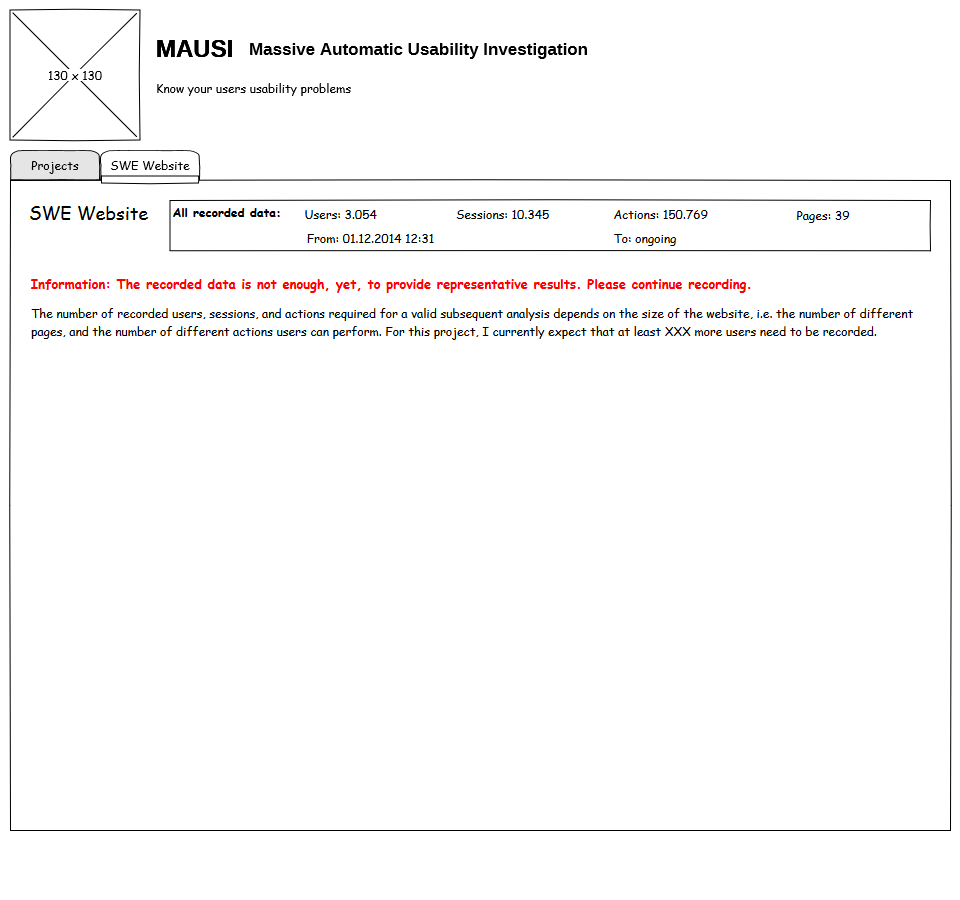 130 x 130
MAUSI Massive Automatic Usability Investigation
Know your users usability problems
Projects SWE Website
SWE Website
All recorded data: Users: 3.054 Sessions: 10.345 Actions: 150.769 Pages: 39
From: 01.12.2014 12:31 To: ongoing
Information: The recorded data is not enough, yet, to provide representative results. Please continue recording.
The number of recorded users, sessions, and actions required for a valid subsequent analysis depends on the size of the website, i.e. the number of different
pages, and the number of different actions users can perform. For this project, I currently expect that at least XXX more users need to be recorded.